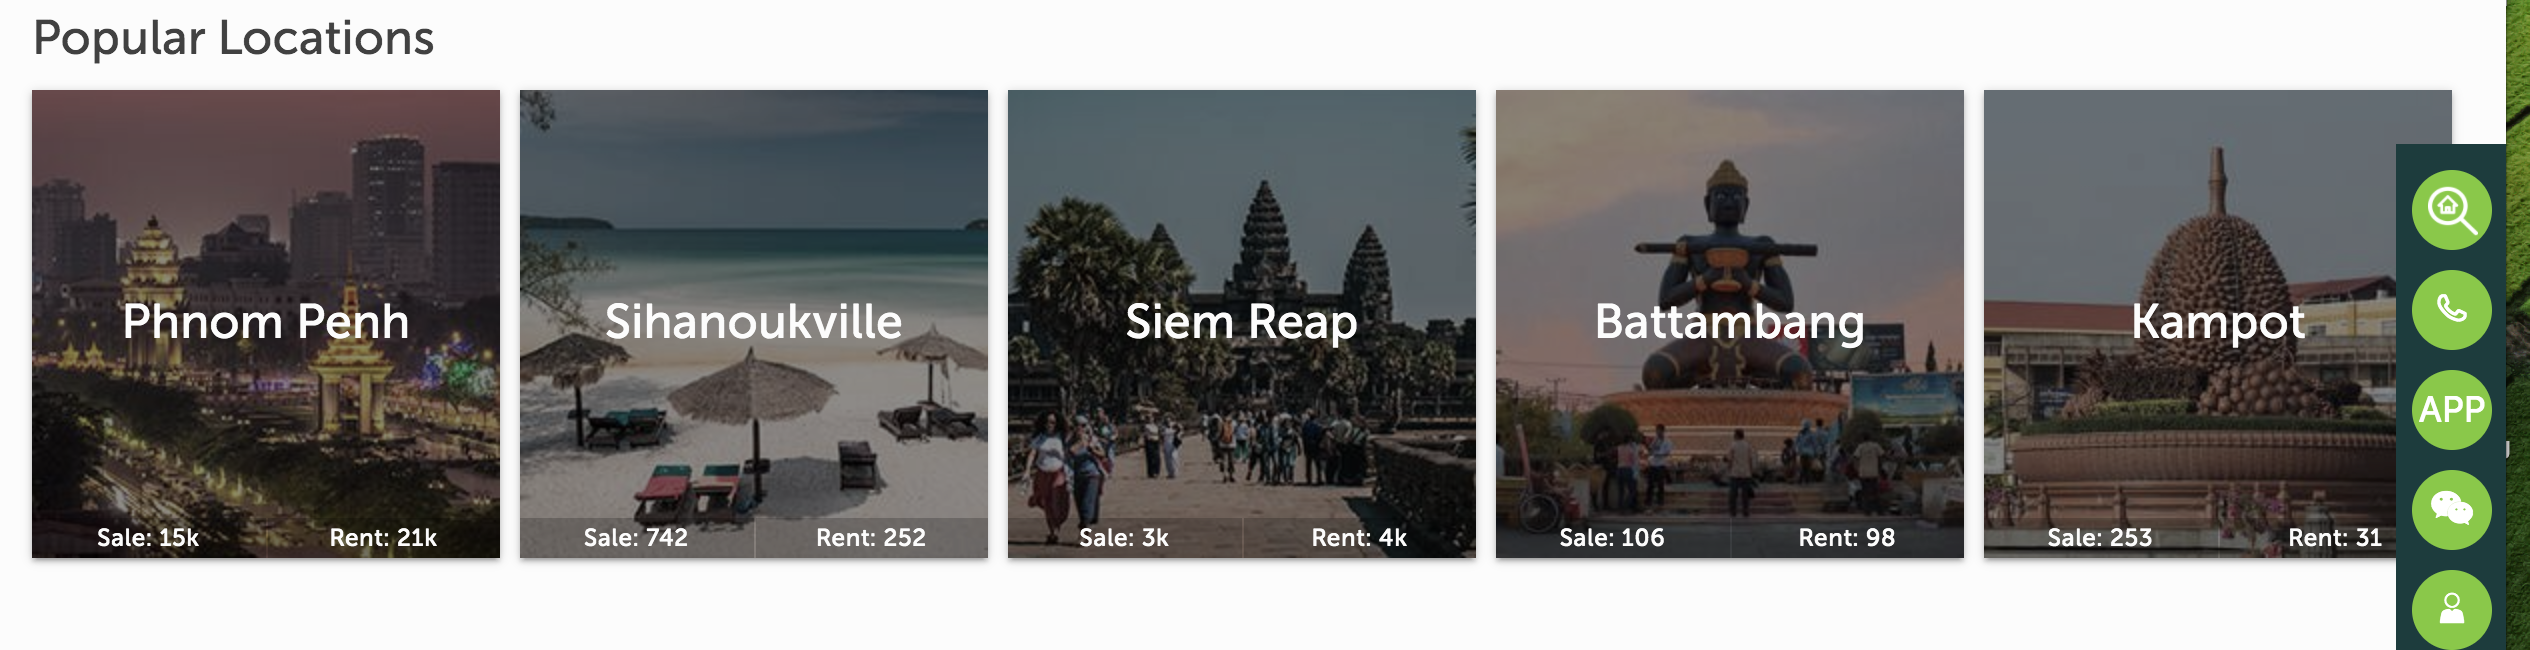 Popular Locations
Phnom Penh
Sale: 15k
Rent: 21k
Sihanoukville
Sale: 742
Rent: 252
Siem Reap
Sale: 3k
Rent: 4k
Battambang
Sale: 106
Rent: 98
Kampot
Sale: 253
Rent: 31
APP